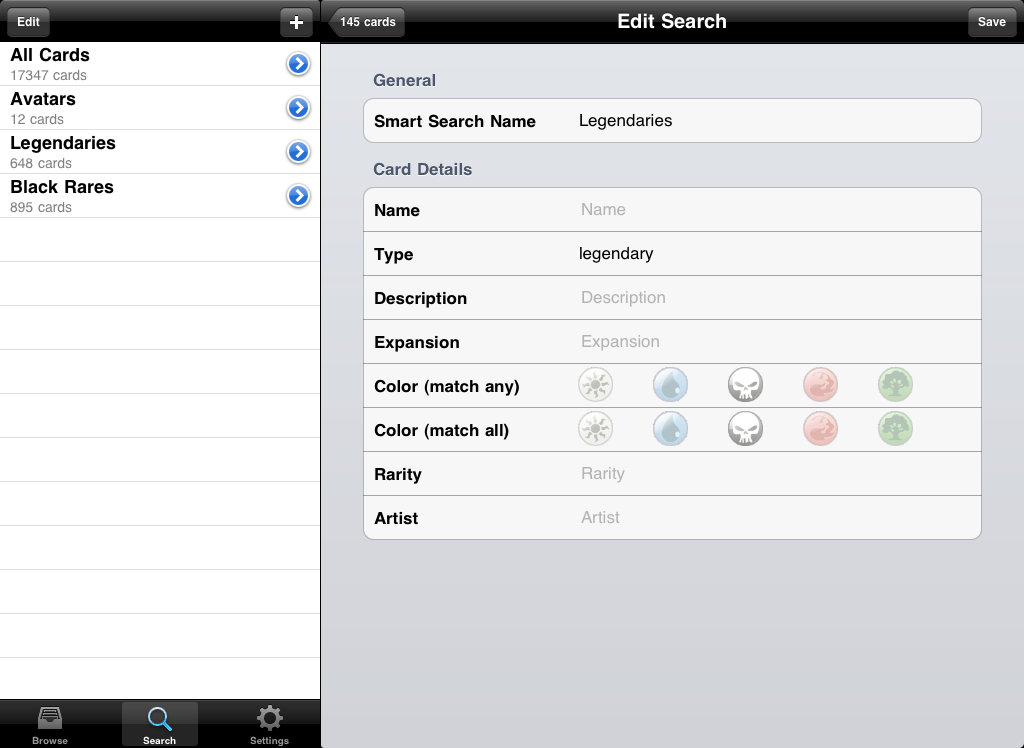 Edit
+
145 cards
Edit Search
Save
All Cards
17347 cards
Avatars
12 cards
Legendaries
648 cards
Black Rares
895 cards
General
Smart Search Name Legendaries
Card Details
Name Name
Type legendary
Description Description
Expansion Expansion
Color (match any)
Color (match all)
Rarity Rarity
Artist Artist
Browse
Search
Settings